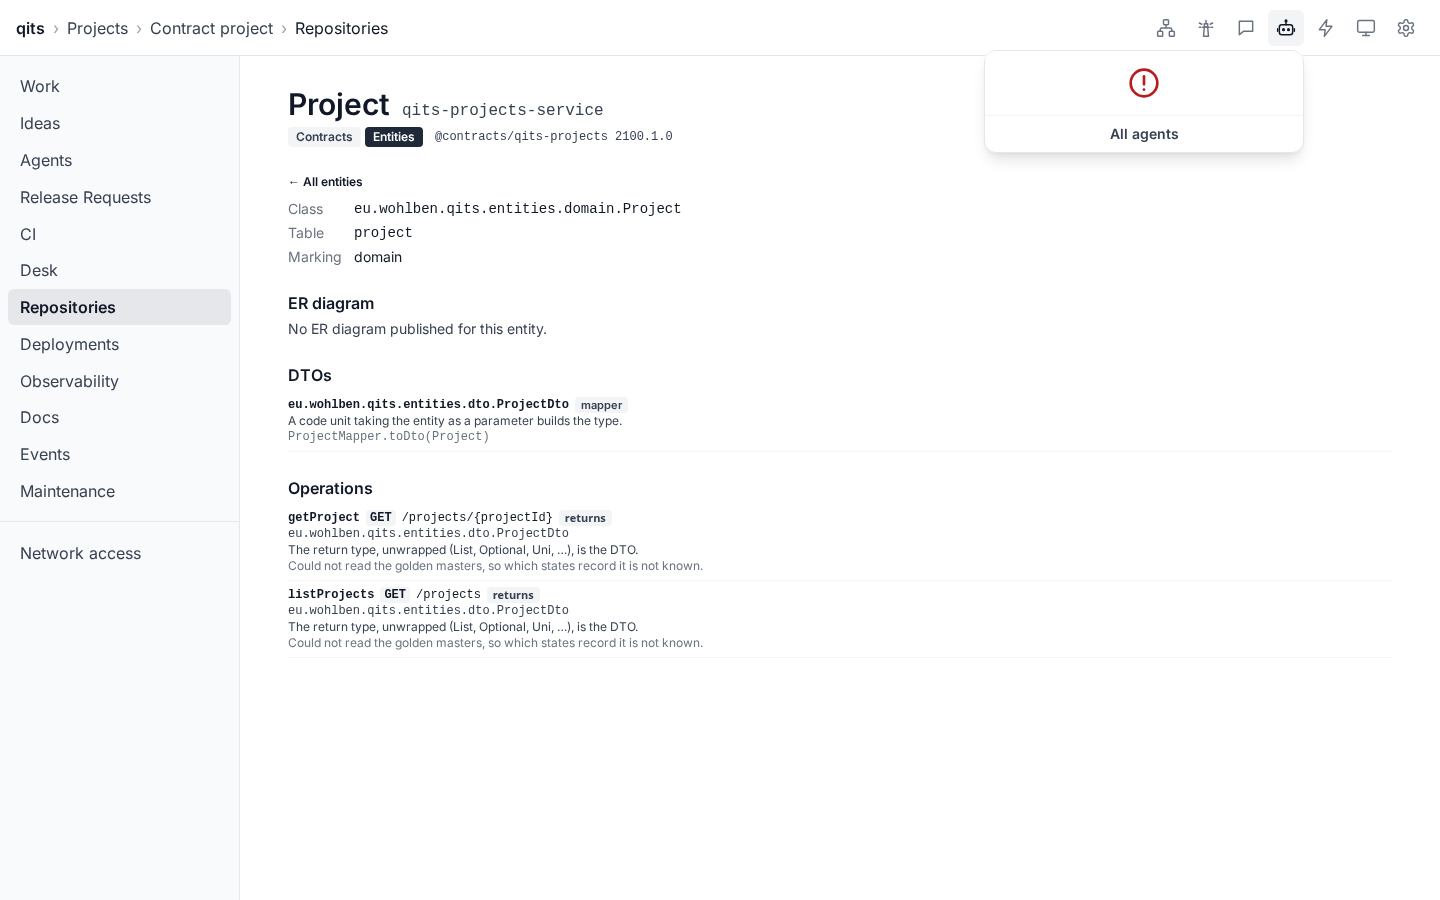 qits › Projects › Contract project › Repositories
All agents
Work
Ideas
Agents
Release Requests
CI
Desk
Repositories
Deployments
Observability
Docs
Events
Maintenance
Network access
Project qits-projects-service
Contracts Entities @contracts/qits-projects 2100.1.0
← All entities
Class eu.wohlben.qits.entities.domain.Project
Table project
Marking domain
ER diagram
No ER diagram published for this entity.
DTOs
eu.wohlben.qits.entities.dto.ProjectDto mapper
A code unit taking the entity as a parameter builds the type.
ProjectMapper.toDto(Project)
Operations
getProject GET /projects/{projectId} returns
eu.wohlben.qits.entities.dto.ProjectDto
The return type, unwrapped (List, Optional, Uni, …), is the DTO.
Could not read the golden masters, so which states record it is not known.
listProjects GET /projects returns
eu.wohlben.qits.entities.dto.ProjectDto
The return type, unwrapped (List, Optional, Uni, …), is the DTO.
Could not read the golden masters, so which states record it is not known.